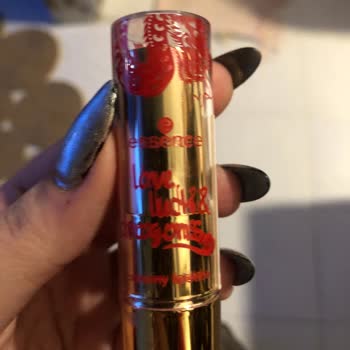 essence
Love,
luck &
dragons